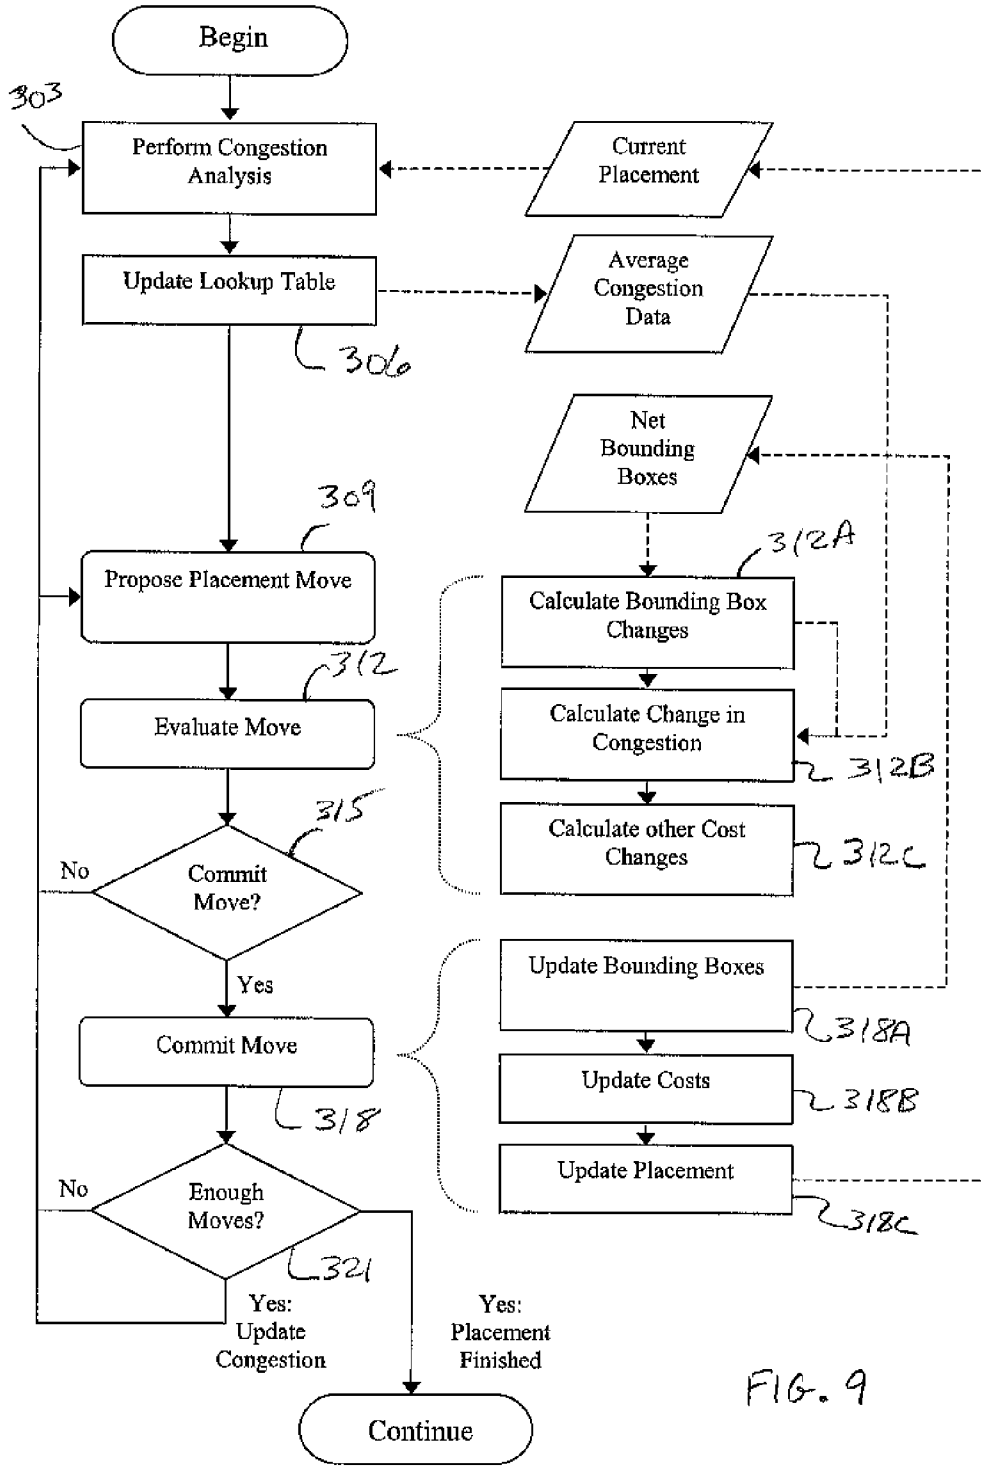 Begin
303
Perform Congestion
Analysis
Current
Placement
Update Lookup Table
306
Average
Congestion
Data
Net
Bounding
Boxes
309
Propose Placement Move
312A
Calculate Bounding Box
Changes
312
Evaluate Move
Calculate Change in
Congestion
312B
315
No
Commit
Move?
Calculate other Cost
Changes
312C
Yes
Update Bounding Boxes
318A
Commit Move
318
Update Costs
318B
No
Enough
Moves?
321
Update Placement
318C
Yes:
Update
Congestion
Yes:
Placement
Finished
Continue
FIG. 9